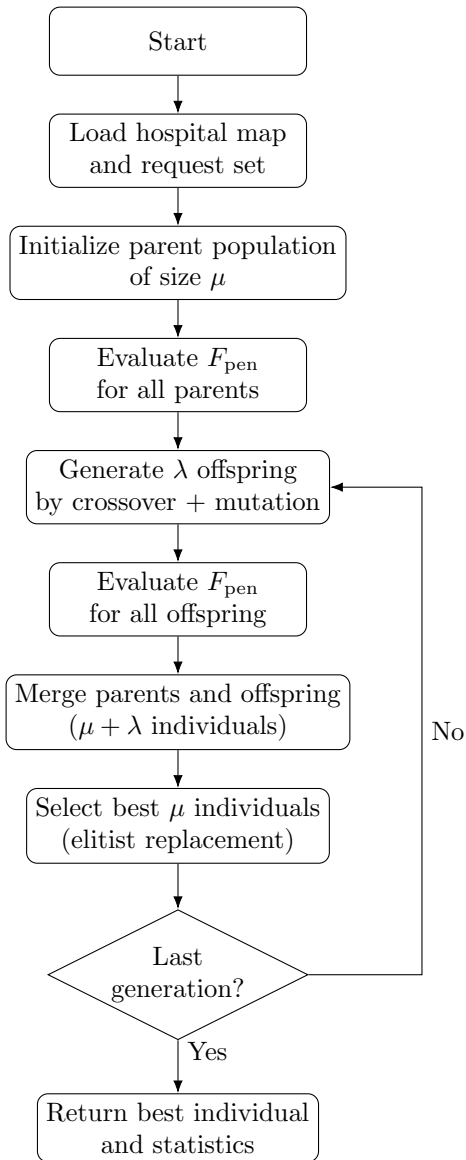 Start
Load hospital map
and request set
Initialize parent population
of size μ
Evaluate F_pen
for all parents
Generate λ offspring
by crossover + mutation
Evaluate F_pen
for all offspring
Merge parents and offspring
(μ + λ individuals)
No
Select best μ individuals
(elitist replacement)
Last
generation?
Yes
Return best individual
and statistics